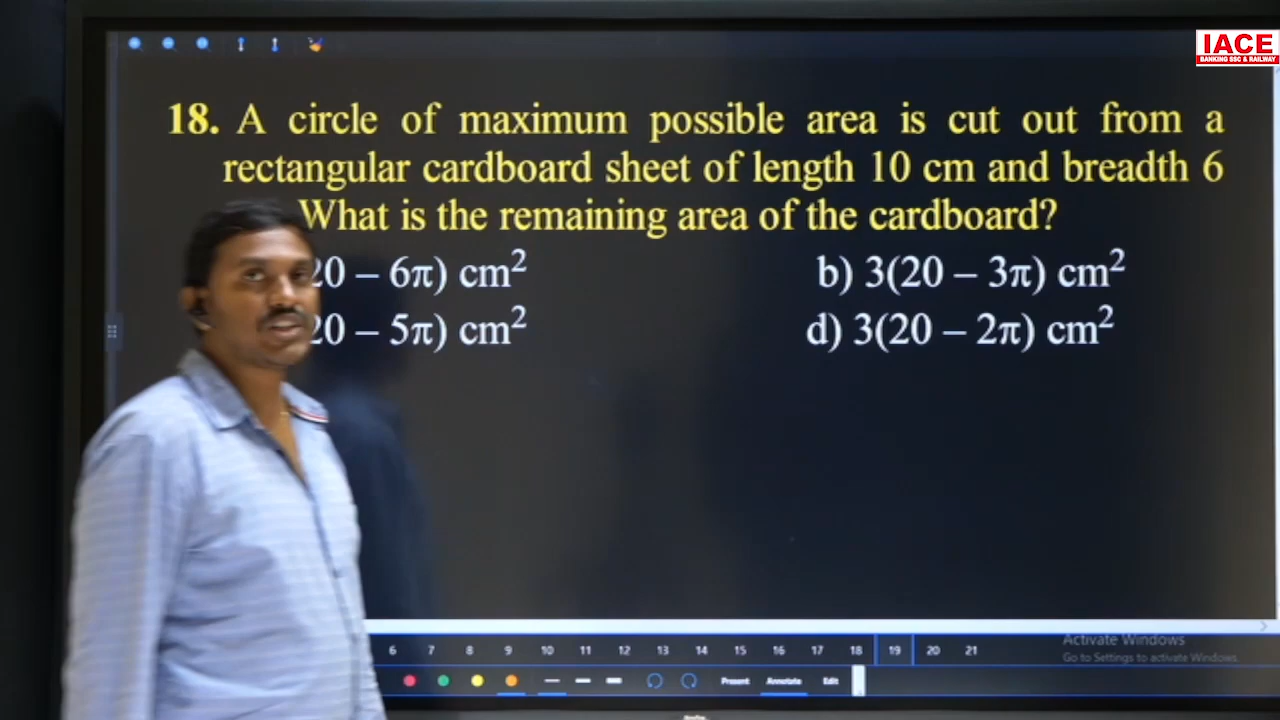 IACE
BANKING SSC & RAILWAY
18. A circle of maximum possible area is cut out from a
rectangular cardboard sheet of length 10 cm and breadth 6
What is the remaining area of the cardboard?
20 – 6π) cm² b) 3(20 – 3π) cm²
20 – 5π) cm² d) 3(20 – 2π) cm²
Activate Windows
Go to Settings to activate Windows.
6 7 8 9 10 11 12 13 14 15 16 17 18 19 20 21
Present Annotate Edit